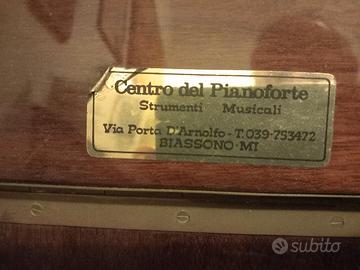 Centro del Pianoforte
Strumenti Musicali
Via Porta D'Arnolfo - T. 039-753472
BIASSONO - MI
subito